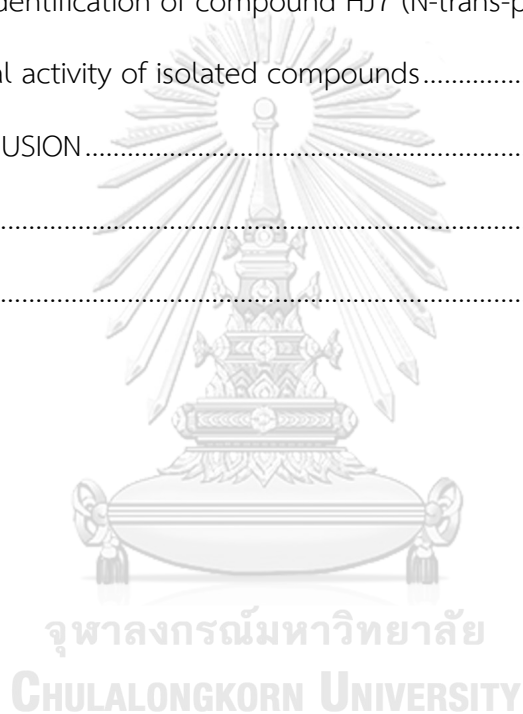 dentification of compound HJ7 (N-trans-p
al activity of isolated compounds.....................
USION..............................................................................
..........................................................................................
..........................................................................................
จุฬาลงกรณ์มหาวิทยาลัย
CHULALONGKORN UNIVERSITY